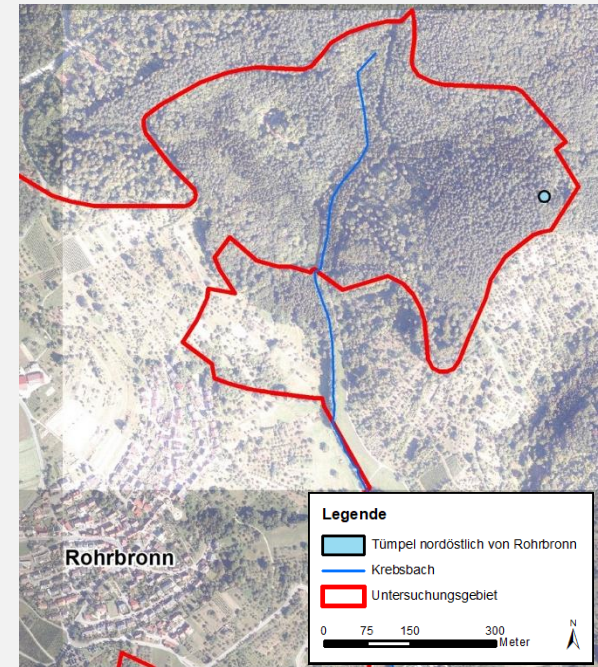 Rohrbronn
Legende
Tümpel nordöstlich von Rohrbronn
Krebsbach
Untersuchungsgebiet
0 75 150 300 Meter
N